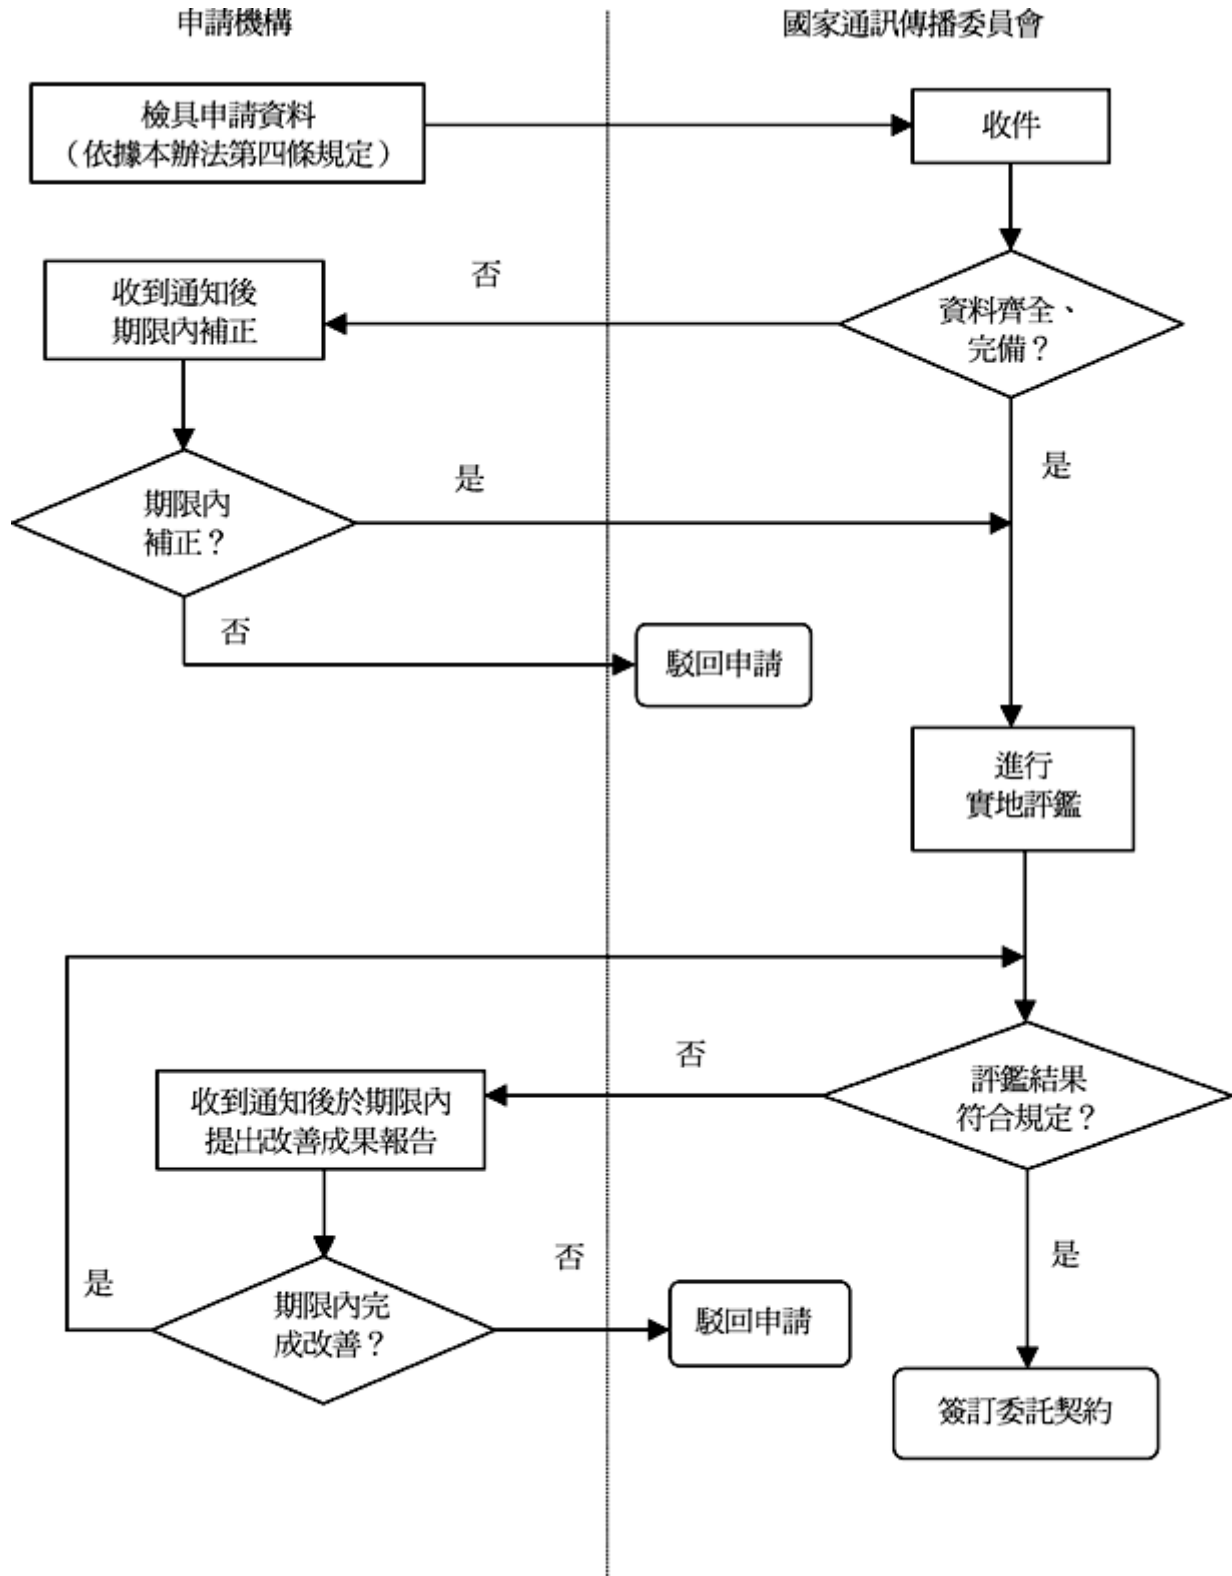 申請機構
國家通訊傳播委員會
檢具申請資料
（依據本辦法第四條規定）
收件
否
收到通知後
期限內補正
資料齊全、
完備？
是
是
期限內
補正？
否
駁回申請
進行
實地評鑑
否
評鑑結果
符合規定？
收到通知後於期限內
提出改善成果報告
是
否
是
期限內完
成改善？
駁回申請
簽訂委託契約